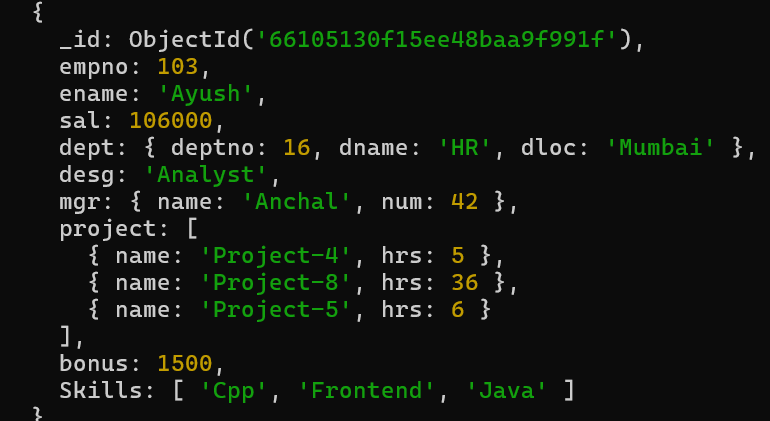 {
_id: ObjectId('66105130f15ee48baa9f991f'),
empno: 103,
ename: 'Ayush',
sal: 106000,
dept: { deptno: 16, dname: 'HR', dloc: 'Mumbai' },
desg: 'Analyst',
mgr: { name: 'Anchal', num: 42 },
project: [
{ name: 'Project-4', hrs: 5 },
{ name: 'Project-8', hrs: 36 },
{ name: 'Project-5', hrs: 6 }
],
bonus: 1500,
Skills: [ 'Cpp', 'Frontend', 'Java' ]
}